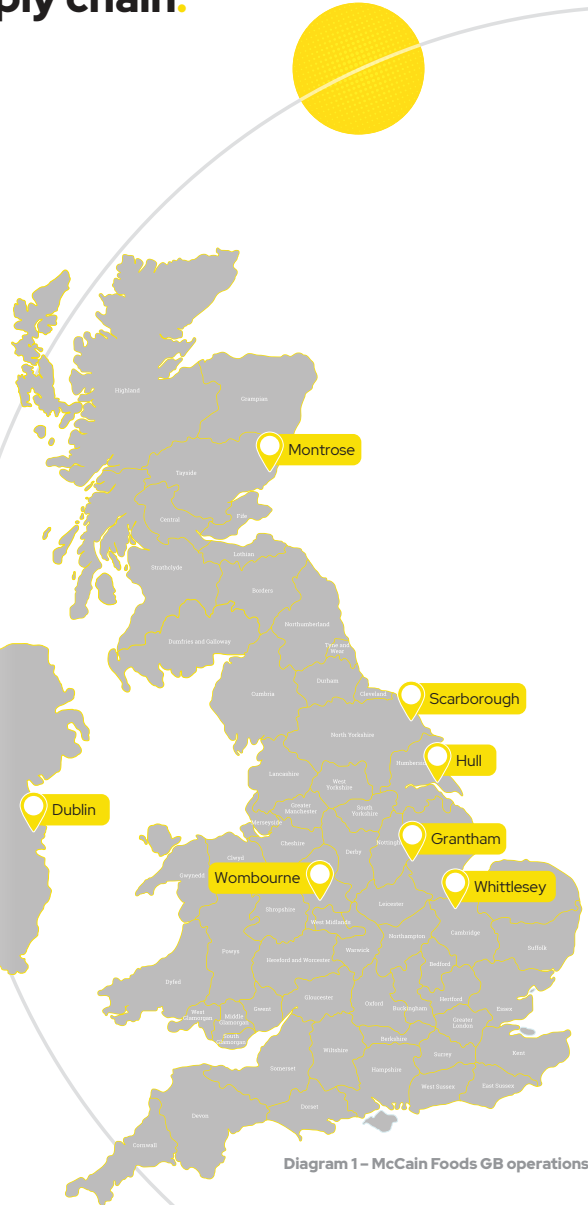 ply chain.
Highland
Grampian
Montrose
Tayside
Central
Fife
Lothian
Strathclyde
Borders
Northumberland
Dumfries and Galloway
Tyne and
Wear
Durham
Cumbria
Cleveland
Scarborough
North Yorkshire
Hull
Lancashire
West
Yorkshire
Dublin
Greater
Manchester
South
Yorkshire
Merseyside
Grantham
Cheshire
Derby
Clwyd
Gwynedd
Wombourne
Whittlesey
Shropshire
Leicester
West Midlands
Cambridge
Northampton
Suffolk
Powys
Warwick
Hereford and Worcester
Bedford
Dyfed
Gloucester
Oxford
Buckingham
Hertford
Essex
West
Glamorgan
Middle
Glamorgan
Gwent
South
Glamorgan
Greater
London
Berkshire
Wiltshire
Surrey
Kent
Somerset
Hampshire
West Sussex
East Sussex
Dorset
Devon
Cornwall
Diagram 1 – McCain Foods GB operations